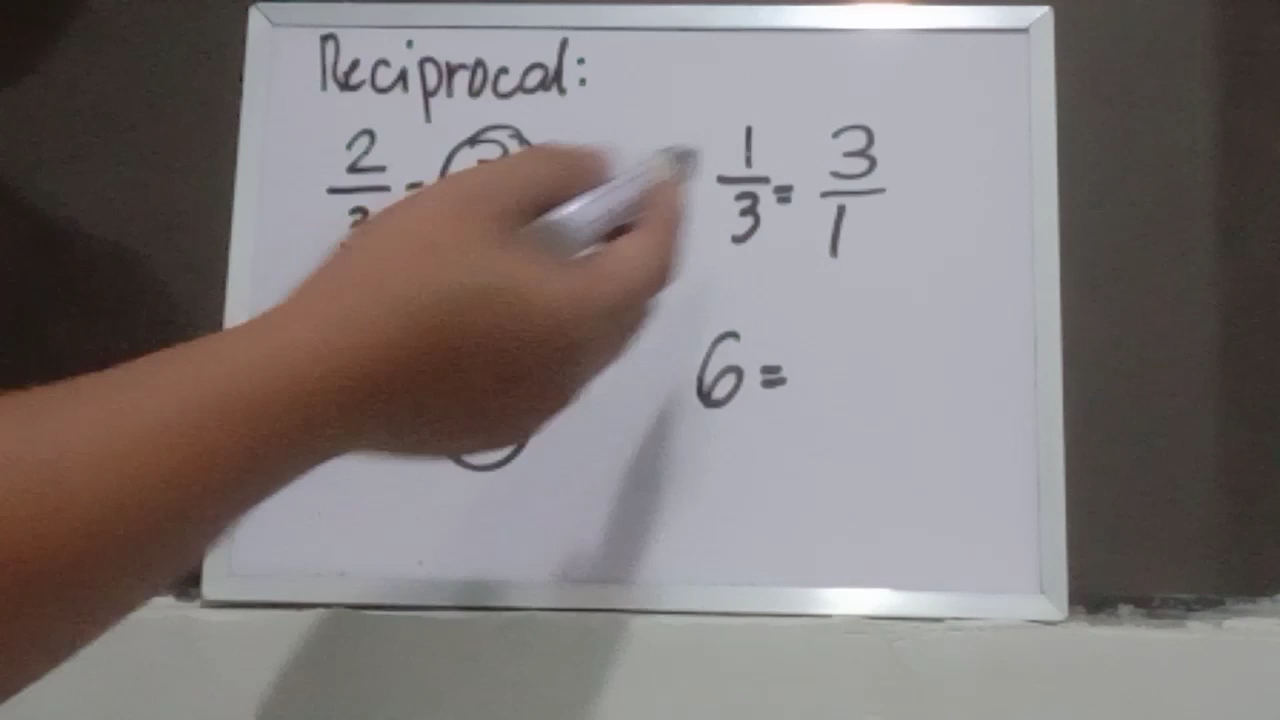 Reciprocal:
2
1/3 = 3/1
6 =